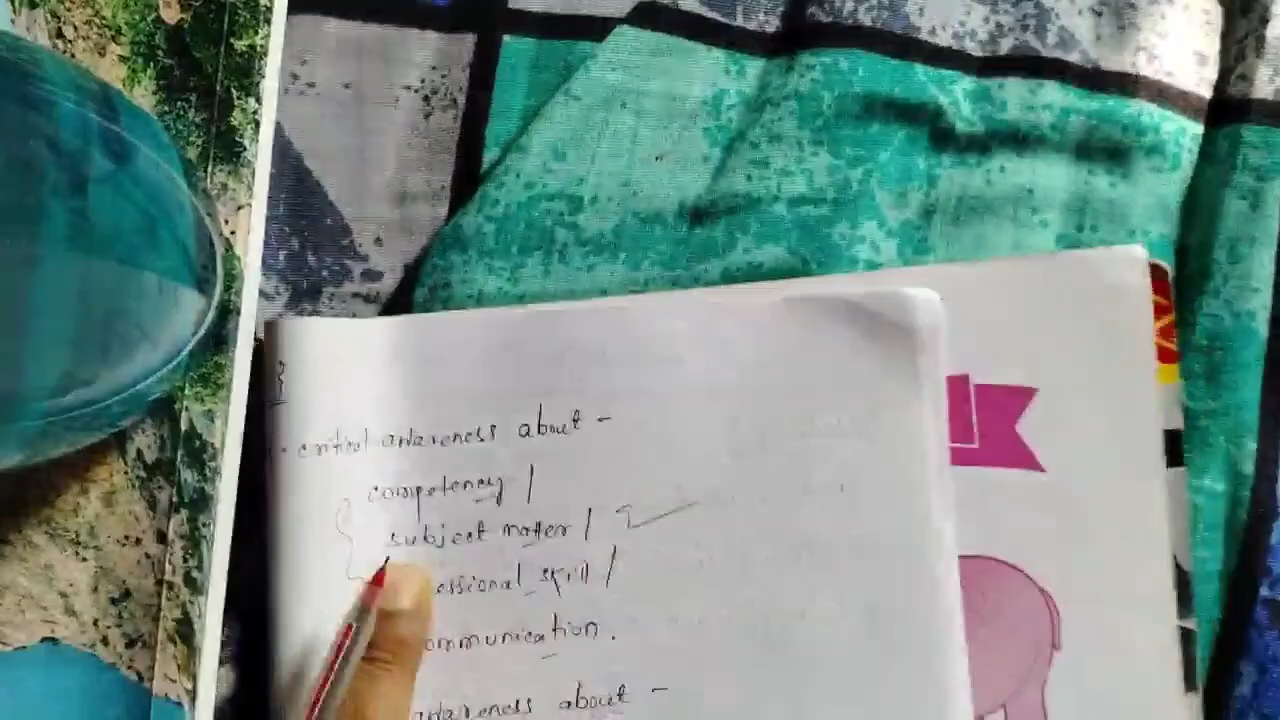 critical awareness about -
competency /
subject matter /
essional skill /
ommunication.
awareness about -